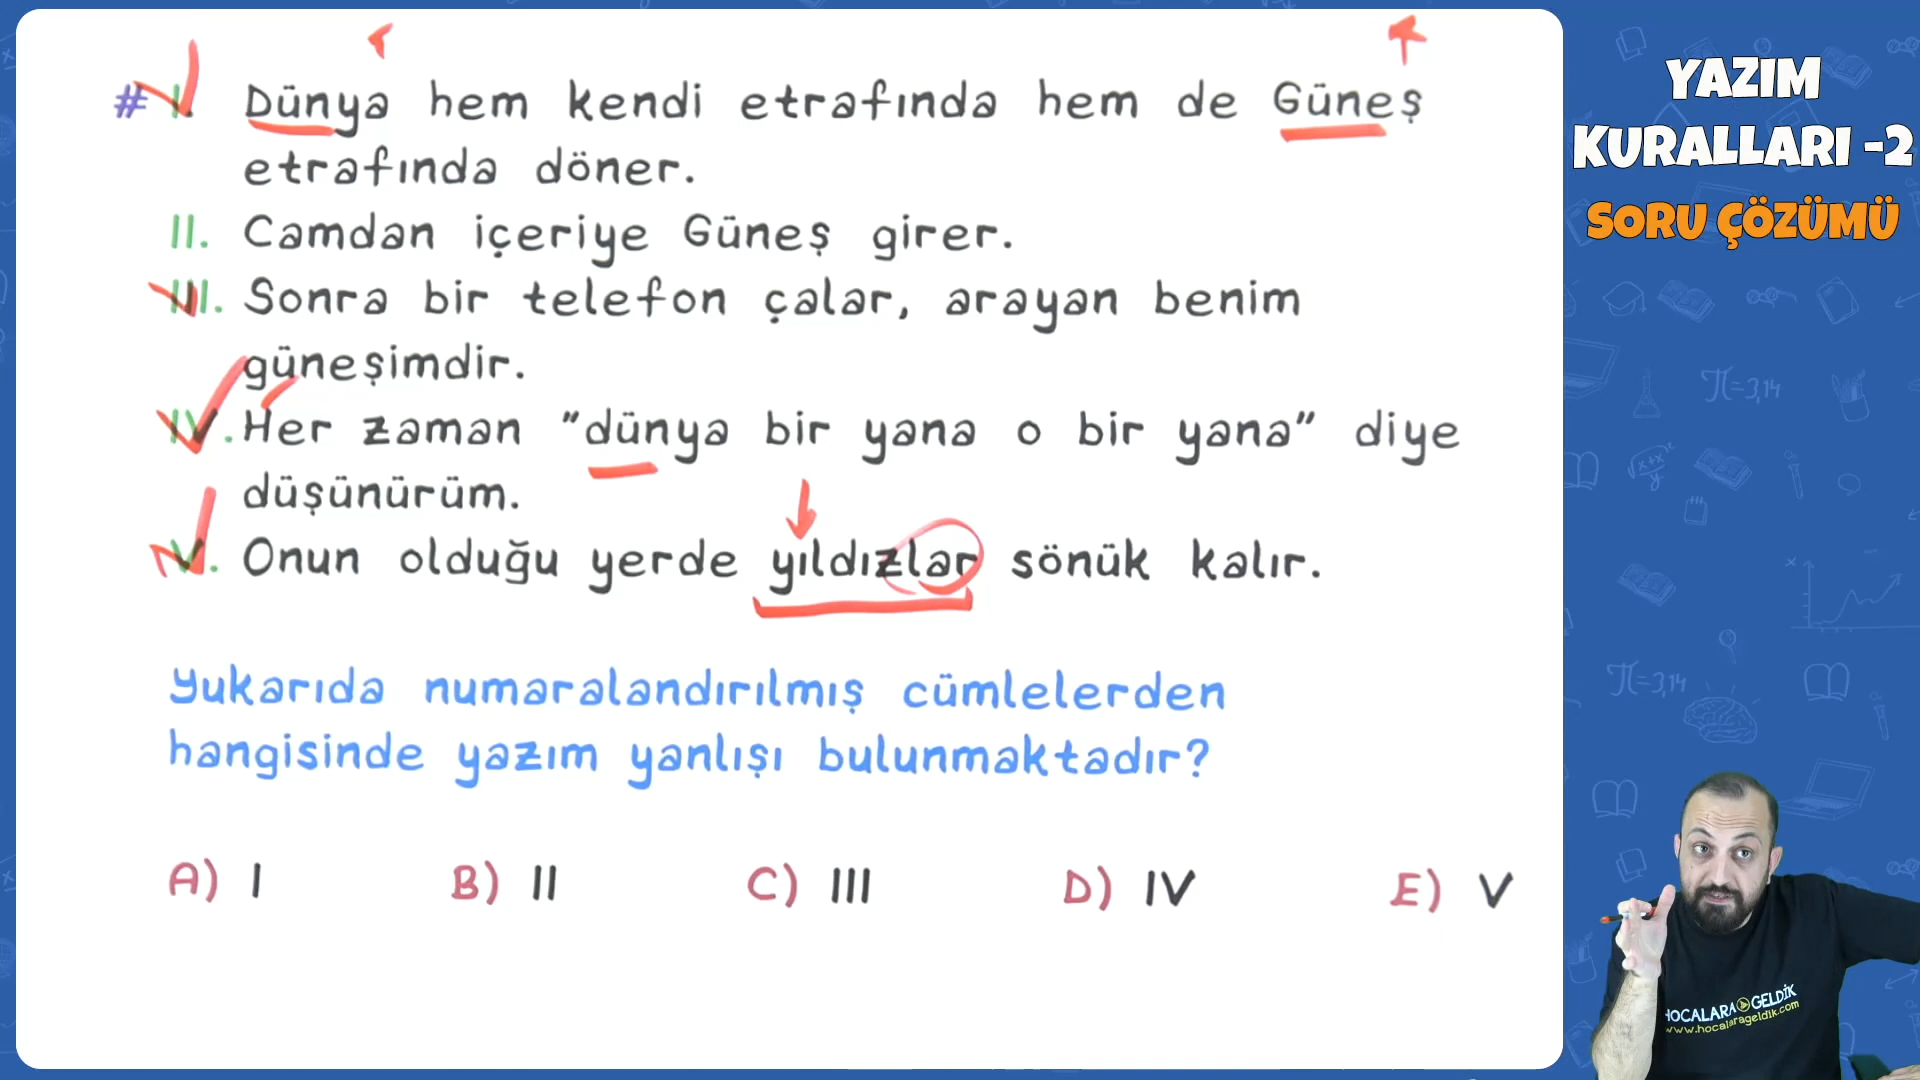 # I. Dünya hem kendi etrafında hem de Güneş
etrafında döner.
II. Camdan içeriye Güneş girer.
III. Sonra bir telefon çalar, arayan benim
güneşimdir.
IV. Her zaman "dünya bir yana o bir yana" diye
düşünürüm.
V. Onun olduğu yerde yıldızlar sönük kalır.
Yukarıda numaralandırılmış cümlelerden
hangisinde yazım yanlışı bulunmaktadır?
A) I B) II C) III D) IV E) V
YAZIM
KURALLARI -2
SORU ÇÖZÜMÜ
π=3,14
π=3,14
HOCALARA GELDİK
www.hocalarageldik.com